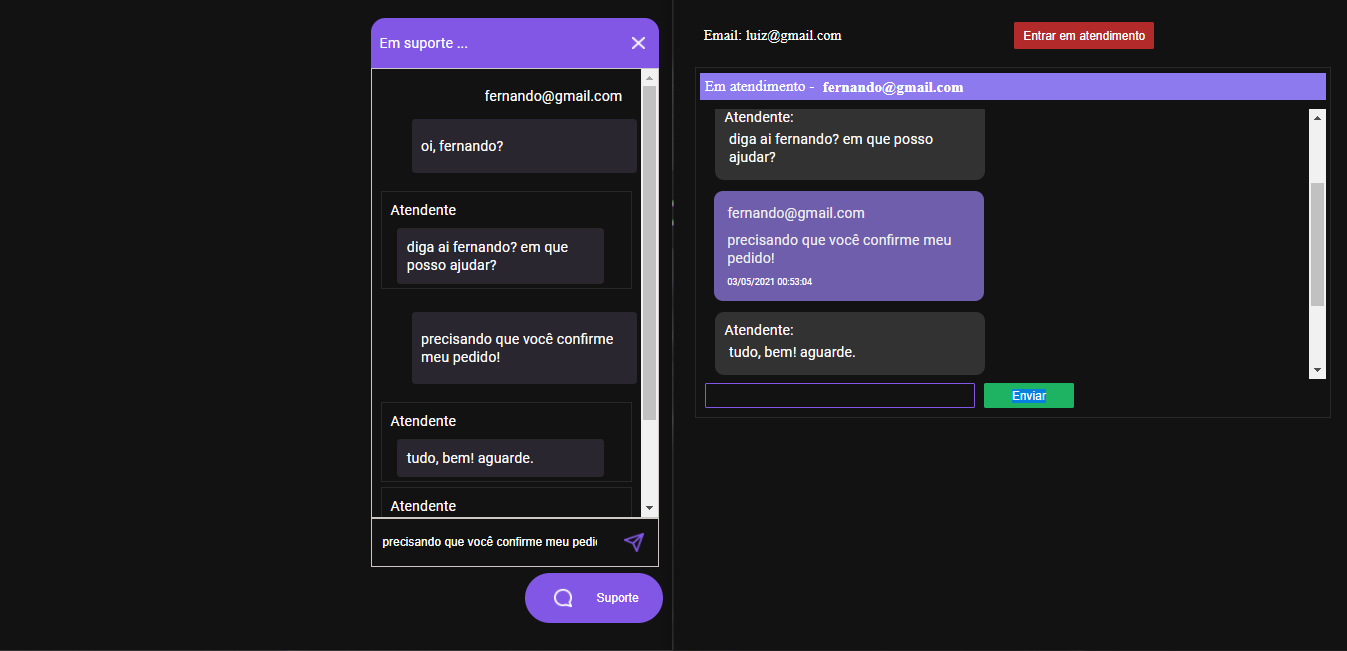 Em suporte ...
fernando@gmail.com
oi, fernando?
Atendente
diga ai fernando? em que
posso ajudar?
precisando que você confirme
meu pedido!
Atendente
tudo, bem! aguarde.
Atendente
precisando que você confirme meu pedi
Suporte
Email: luiz@gmail.com
Entrar em atendimento
Em atendimento - fernando@gmail.com
Atendente:
diga ai fernando? em que posso
ajudar?
fernando@gmail.com
precisando que você confirme meu
pedido!
03/05/2021 00:53:04
Atendente:
tudo, bem! aguarde.
Enviar